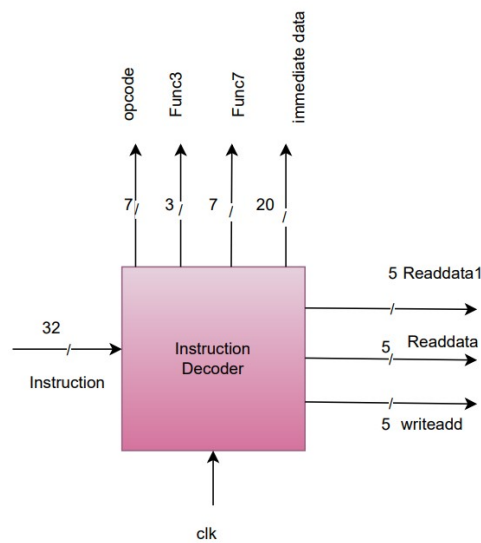 opcode
Func3
Func7
immediate data
7
3
7
20
5 Readdata1
32
Instruction
Decoder
5 Readdata
Instruction
5 writeadd
clk